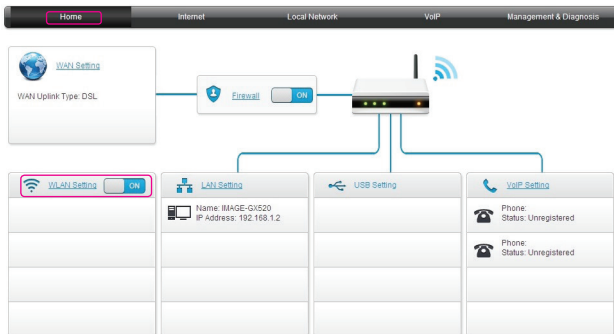 Home Internet Local Network VoIP Management & Diagnosis
WAN Setting
WAN Uplink Type: DSL
Firewall ON
WLAN Setting ON
LAN Setting
Name: IMAGE-GX520
IP Address: 192.168.1.2
USB Setting
VoIP Setting
Phone:
Status: Unregistered
Phone:
Status: Unregistered